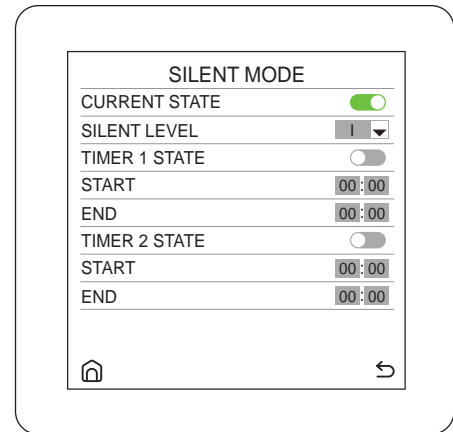 SILENT MODE
CURRENT STATE
SILENT LEVEL I
TIMER 1 STATE
START 00:00
END 00:00
TIMER 2 STATE
START 00:00
END 00:00